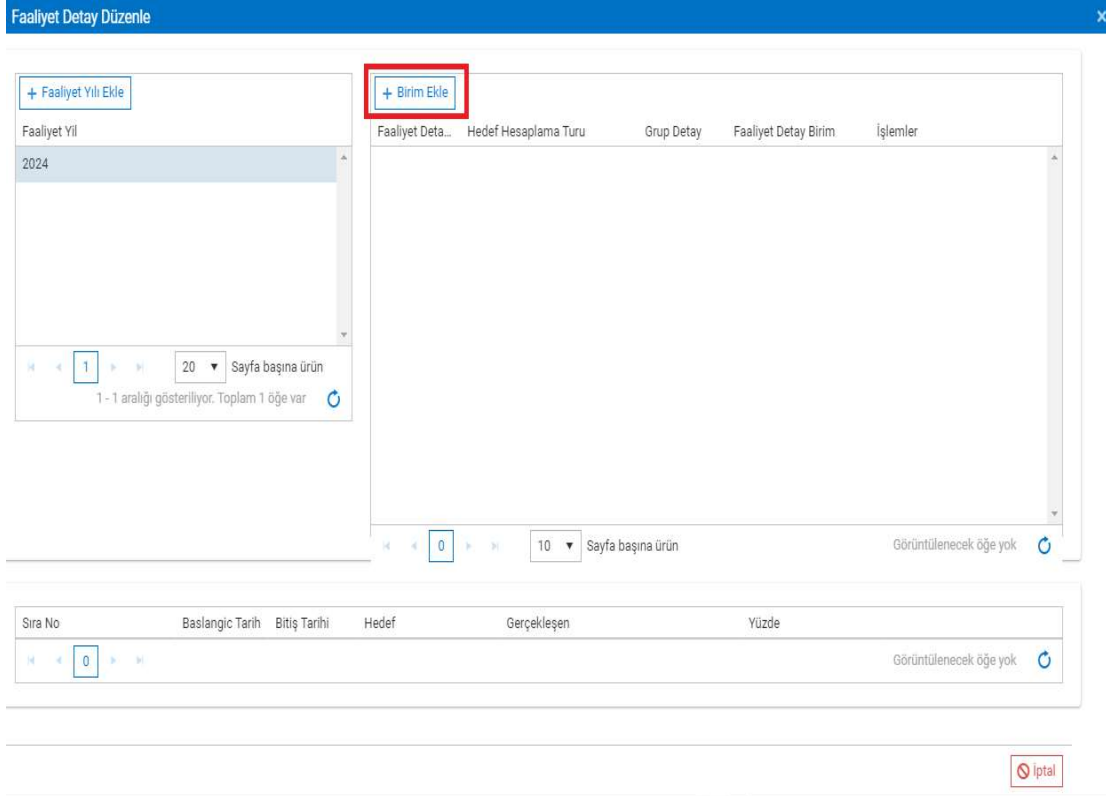 Faaliyet Detay Düzenle x
+ Faaliyet Yılı Ekle
Faaliyet Yil
2024
1
20 Sayfa başına ürün
1 - 1 aralığı gösteriliyor. Toplam 1 öğe var
+ Birim Ekle
Faaliyet Deta... Hedef Hesaplama Turu Grup Detay Faaliyet Detay Birim İşlemler
0 10 Sayfa başına ürün Görüntülenecek öğe yok
Sıra No Baslangic Tarih Bitiş Tarihi Hedef Gerçekleşen Yüzde
0 Görüntülenecek öğe yok
İptal